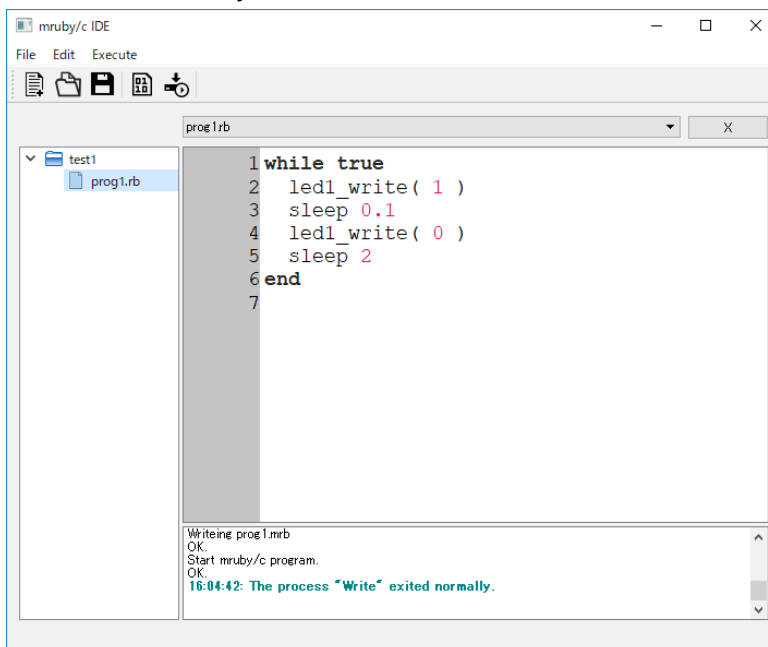 mruby/c IDE
File Edit Execute
prog1.rb X
test1
prog1.rb
1 while true
2 led1_write( 1 )
3 sleep 0.1
4 led1_write( 0 )
5 sleep 2
6 end
7
Writeing prog1.mrb
OK.
Start mruby/c program.
OK.
16:04:42: The process "Write" exited normally.